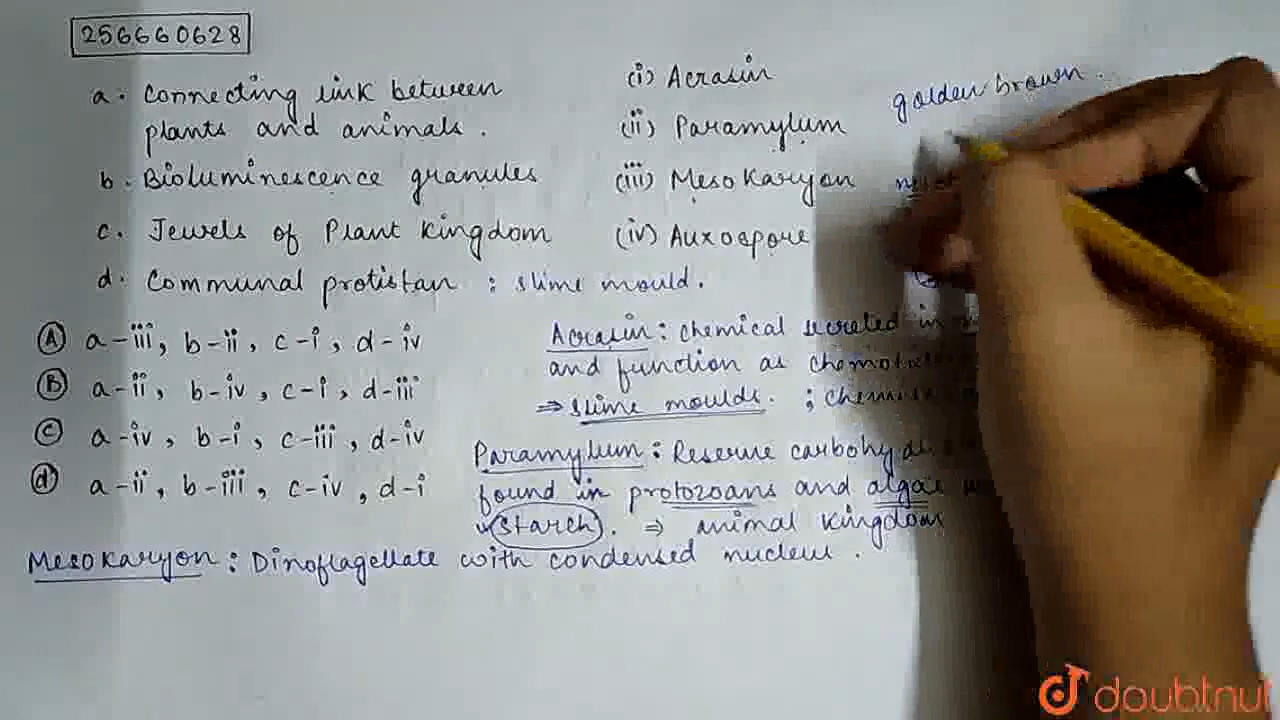 256660628
a. Connecting link between (i) Acrasin
golden brown.
plants and animals. (ii) Paramylum
b. Bioluminescence granules (iii) Mesokaryon
c. Jewels of Plant kingdom (iv) Auxospore
d. Communal protistan : slime mould.
(A) a-iii, b-ii, c-i, d-iv
(B) a-ii, b-iv, c-i, d-iii
(C) a-iv, b-i, c-iii, d-iv
(d) a-ii, b-iii, c-iv, d-i
Acrasin: chemical secreted in
and function as
⇒ slime moulds. ;
Paramylum: Reserve
found in protozoans and algae
starch. ⇒ animal kingdom
Mesokaryon: Dinoflagellate with condensed nucleus.
doubtnut